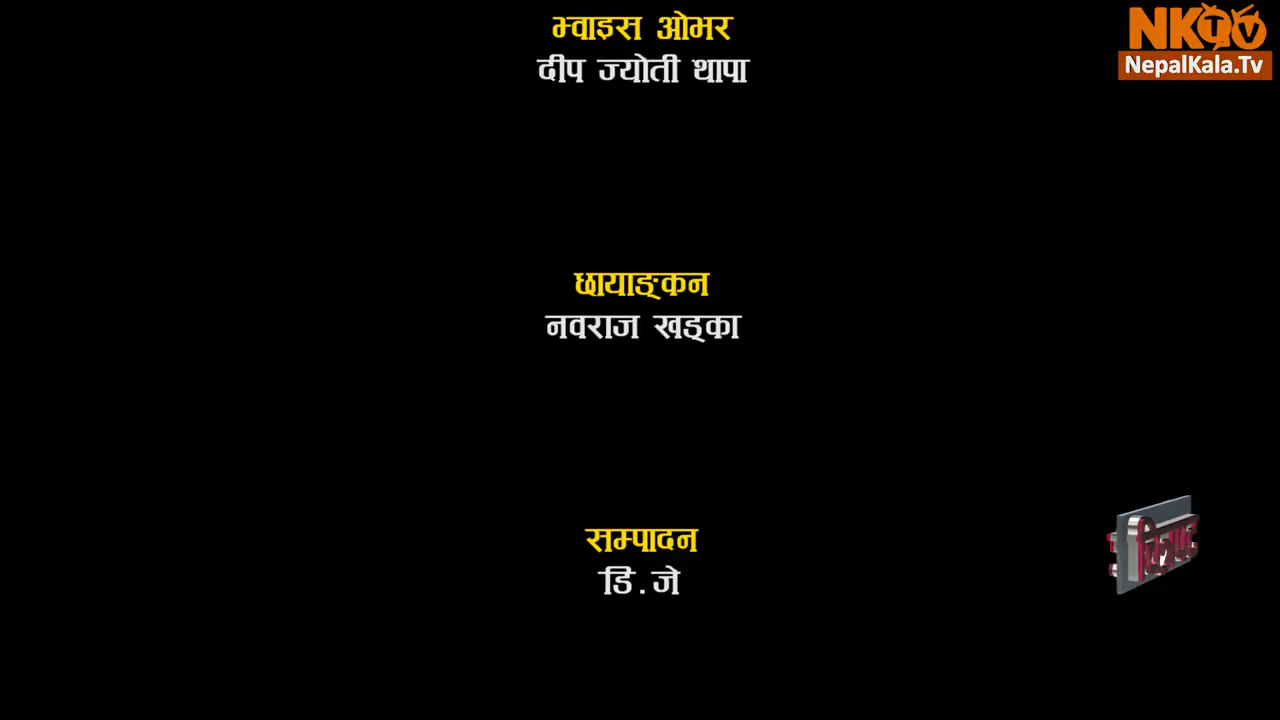 भ्वाइस ओभर
दीप ज्योती थापा
NKTV
NepalKala.Tv
छायाङ्कन
नवराज खड्का
सम्पादन
डि.जे